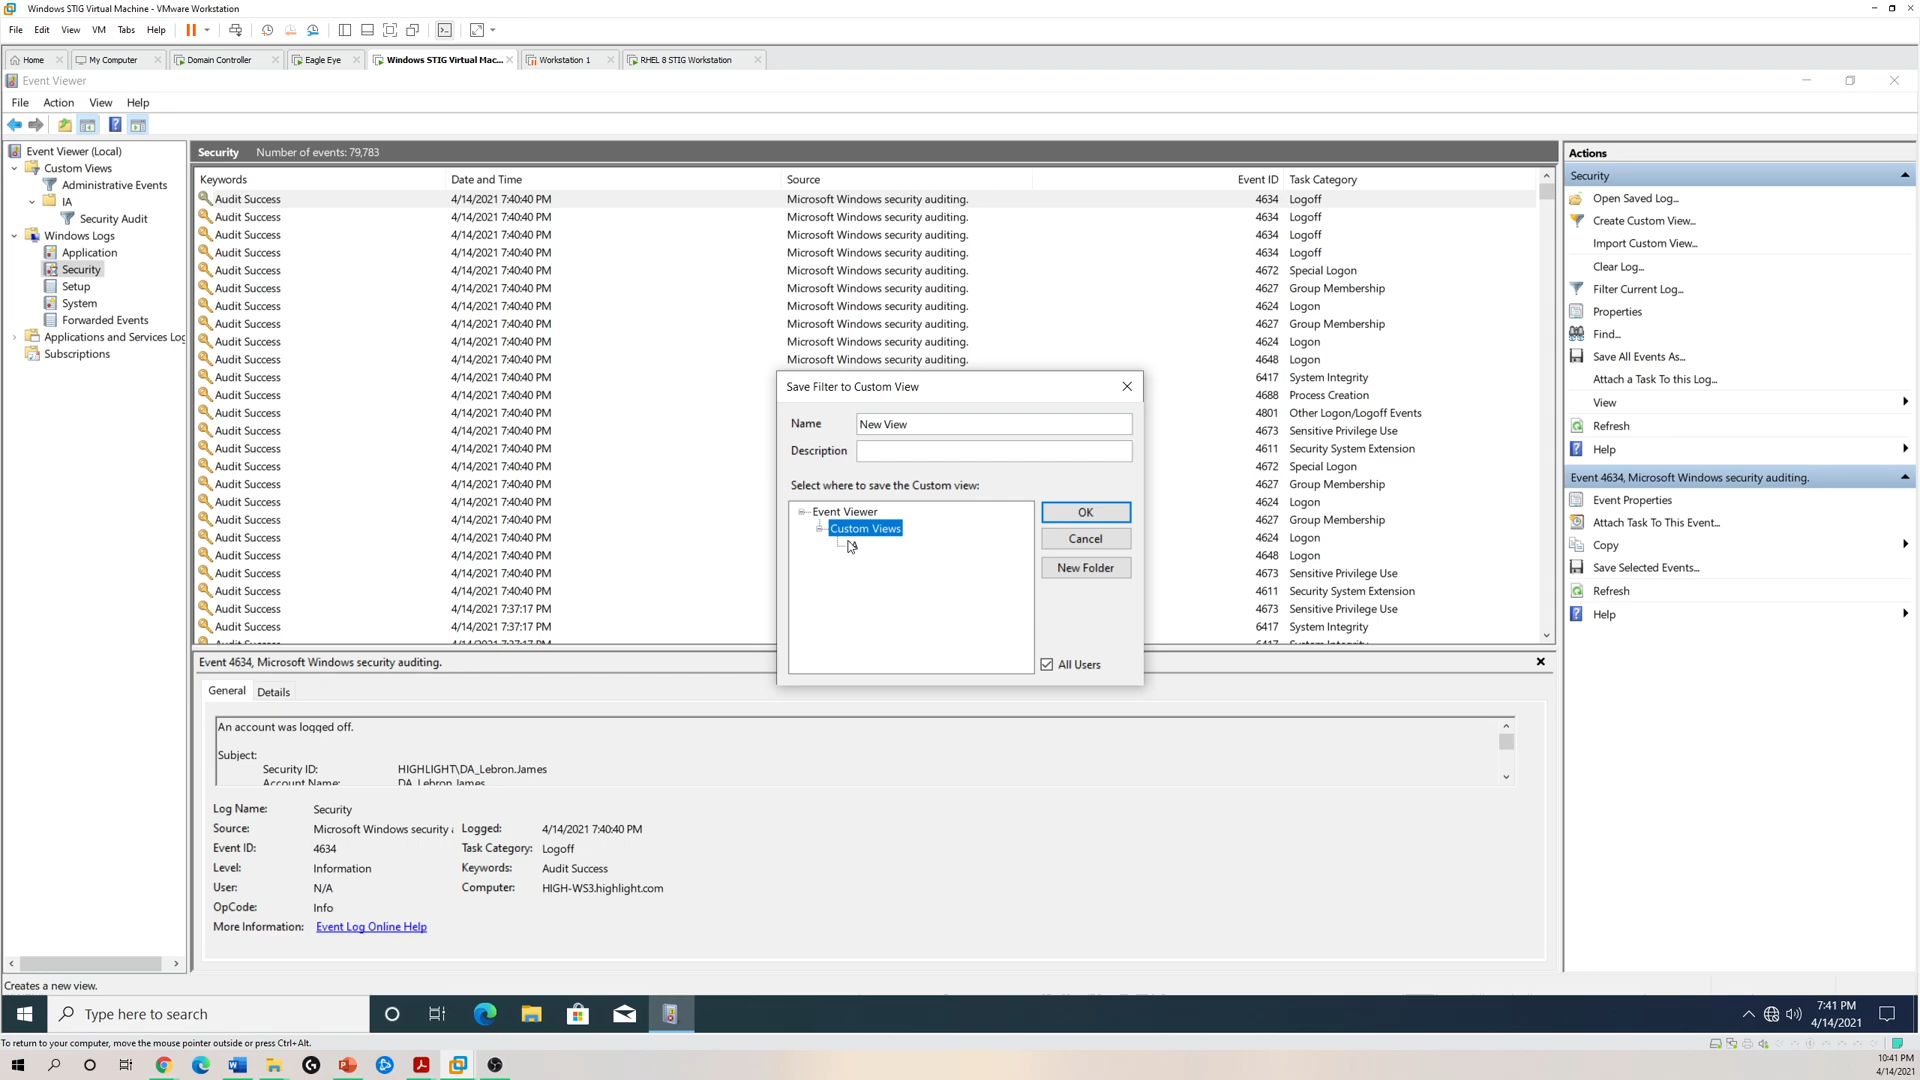 Windows STIG Virtual Machine - VMware Workstation
File Edit View VM Tabs Help
Home My Computer Domain Controller Eagle Eye Windows STIG Virtual Mac... Workstation 1 RHEL 8 STIG Workstation
Event Viewer
File Action View Help
Event Viewer (Local)
Custom Views
Administrative Events
IA
Security Audit
Windows Logs
Application
Security
Setup
System
Forwarded Events
Applications and Services Log
Subscriptions
Security Number of events: 79,783
Keywords Date and Time Source Event ID Task Category
Audit Success 4/14/2021 7:40:40 PM Microsoft Windows security auditing. 4634 Logoff
Audit Success 4/14/2021 7:40:40 PM Microsoft Windows security auditing. 4634 Logoff
Audit Success 4/14/2021 7:40:40 PM Microsoft Windows security auditing. 4634 Logoff
Audit Success 4/14/2021 7:40:40 PM Microsoft Windows security auditing. 4634 Logoff
Audit Success 4/14/2021 7:40:40 PM Microsoft Windows security auditing. 4672 Special Logon
Audit Success 4/14/2021 7:40:40 PM Microsoft Windows security auditing. 4627 Group Membership
Audit Success 4/14/2021 7:40:40 PM Microsoft Windows security auditing. 4624 Logon
Audit Success 4/14/2021 7:40:40 PM Microsoft Windows security auditing. 4627 Group Membership
Audit Success 4/14/2021 7:40:40 PM Microsoft Windows security auditing. 4624 Logon
Audit Success 4/14/2021 7:40:40 PM Microsoft Windows security auditing. 4648 Logon
Audit Success 4/14/2021 7:40:40 PM 6417 System Integrity
Audit Success 4/14/2021 7:40:40 PM 4688 Process Creation
Audit Success 4/14/2021 7:40:40 PM 4801 Other Logon/Logoff Events
Audit Success 4/14/2021 7:40:40 PM 4673 Sensitive Privilege Use
Audit Success 4/14/2021 7:40:40 PM 4611 Security System Extension
Audit Success 4/14/2021 7:40:40 PM 4672 Special Logon
Audit Success 4/14/2021 7:40:40 PM 4627 Group Membership
Audit Success 4/14/2021 7:40:40 PM 4624 Logon
Audit Success 4/14/2021 7:40:40 PM 4627 Group Membership
Audit Success 4/14/2021 7:40:40 PM 4624 Logon
Audit Success 4/14/2021 7:40:40 PM 4648 Logon
Audit Success 4/14/2021 7:40:40 PM 4673 Sensitive Privilege Use
Audit Success 4/14/2021 7:40:40 PM 4611 Security System Extension
Audit Success 4/14/2021 7:37:17 PM 4673 Sensitive Privilege Use
Audit Success 4/14/2021 7:37:17 PM 6417 System Integrity
Audit Success 4/14/2021 7:37:17 PM 6417 System Integrity
Save Filter to Custom View
Name New View
Description
Select where to save the Custom view:
Event Viewer
Custom Views
OK
Cancel
New Folder
All Users
Event 4634, Microsoft Windows security auditing.
General Details
An account was logged off.
Subject:
Security ID: HIGHLIGHT\DA_Lebron.James
Account Name: DA_Lebron.James
Log Name: Security
Source: Microsoft Windows security Logged: 4/14/2021 7:40:40 PM
Event ID: 4634 Task Category: Logoff
Level: Information Keywords: Audit Success
User: N/A Computer: HIGH-WS3.highlight.com
OpCode: Info
More Information: Event Log Online Help
Actions
Security
Open Saved Log...
Create Custom View...
Import Custom View...
Clear Log...
Filter Current Log...
Properties
Find...
Save All Events As...
Attach a Task To this Log...
View
Refresh
Help
Event 4634, Microsoft Windows security auditing.
Event Properties
Attach Task To This Event...
Copy
Save Selected Events...
Refresh
Help
Creates a new view.
Type here to search
7:41 PM
4/14/2021
To return to your computer, move the mouse pointer outside or press Ctrl+Alt.
10:41 PM
4/14/2021